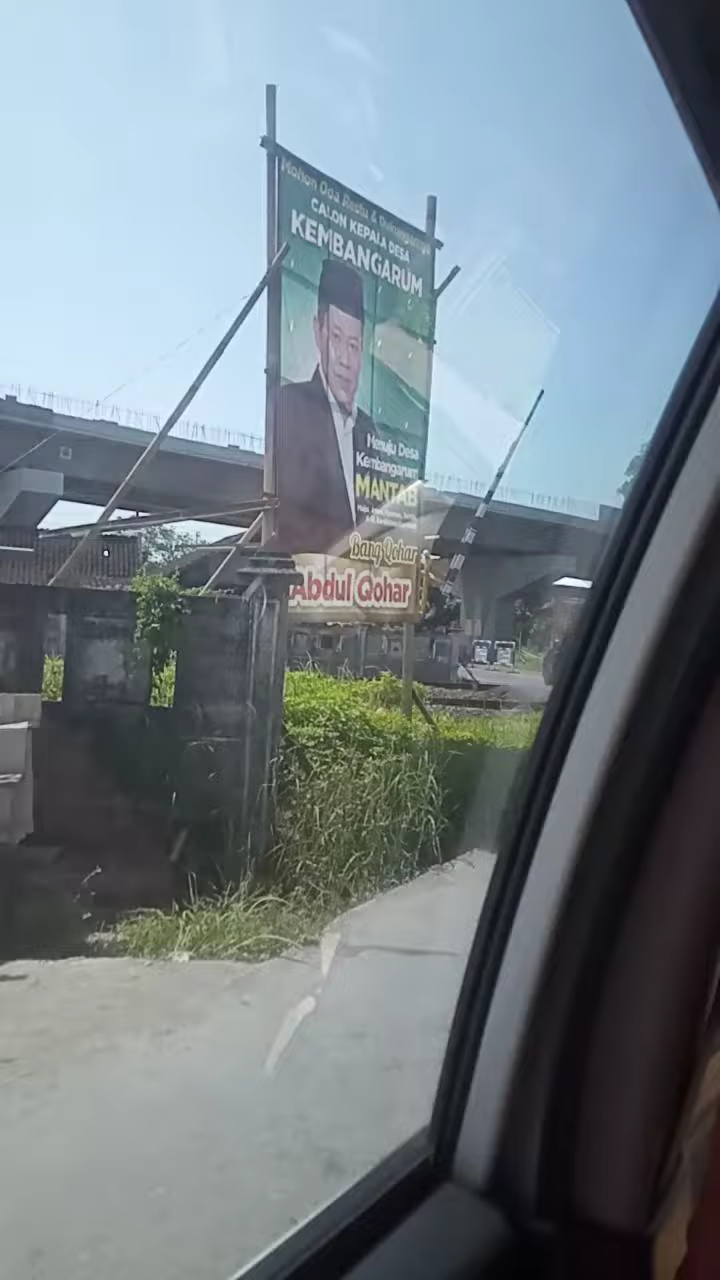 Mohon Doa Restu & Dukungannya
CALON KEPALA DESA
KEMBANGARUM
Menuju Desa
Kembangarum
MANTAB
Bang Qohar
Abdul Qohar